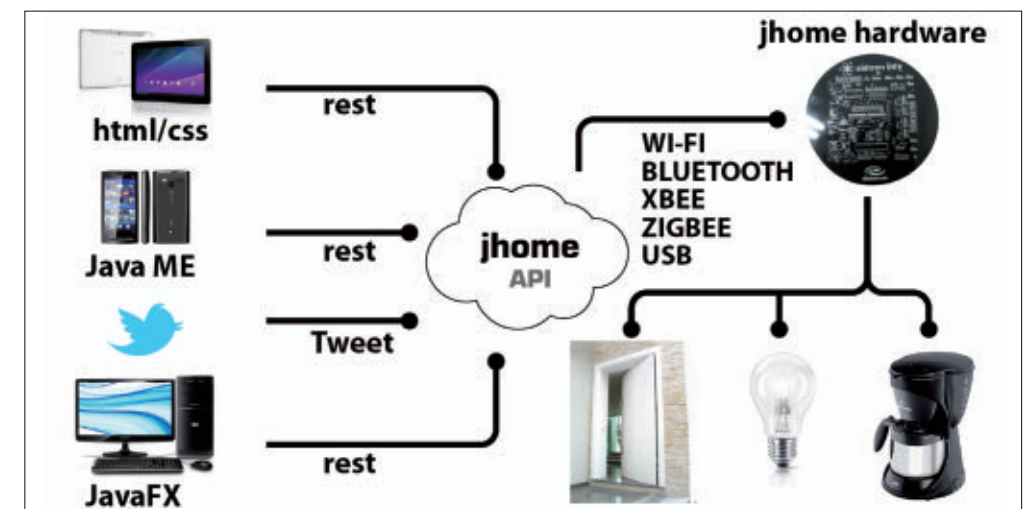 jhome hardware
rest
html/css
WI-FI
BLUETOOTH
XBEE
ZIGBEE
USB
rest
Java ME
jhome
API
Tweet
rest
JavaFX